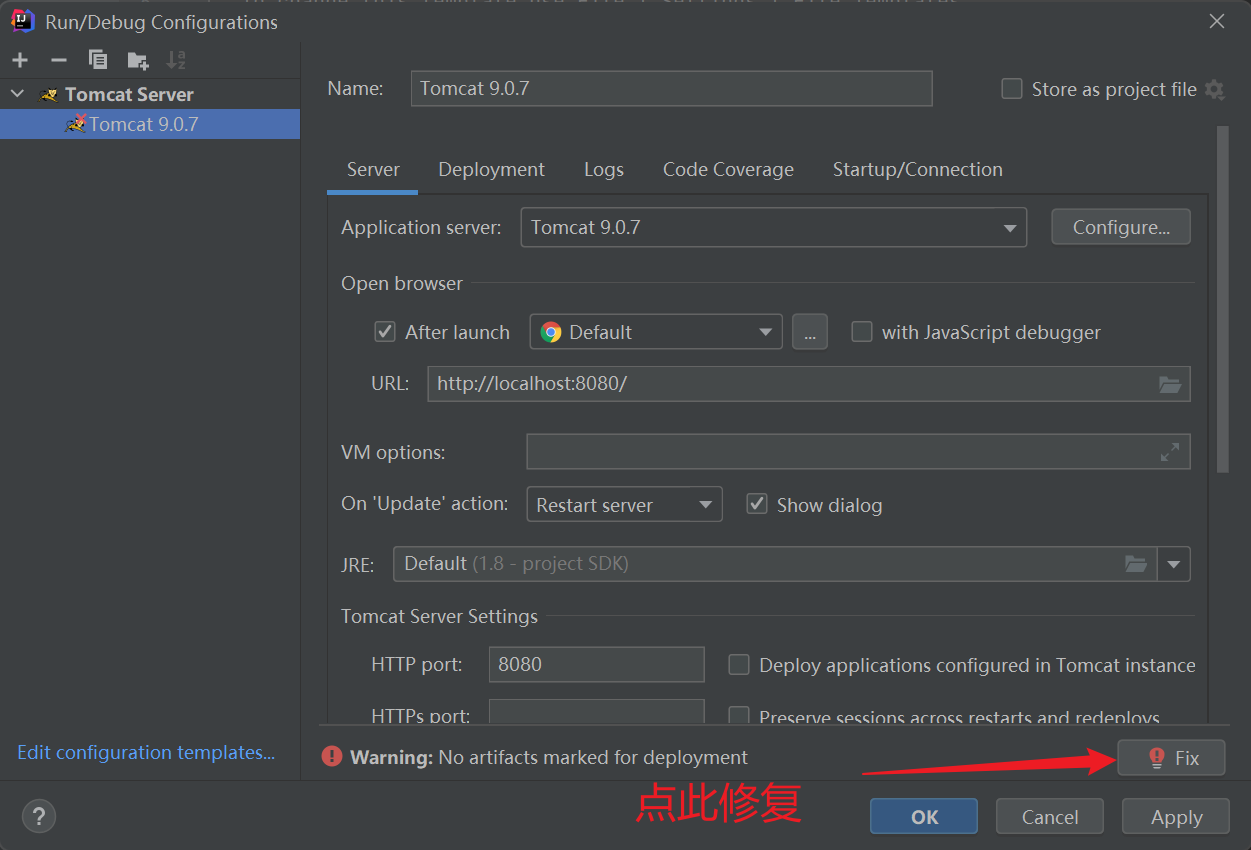 Run/Debug Configurations
Tomcat Server
Tomcat 9.0.7
Name:
Tomcat 9.0.7
Store as project file
Server
Deployment
Logs
Code Coverage
Startup/Connection
Application server:
Tomcat 9.0.7
Configure...
Open browser
After launch
Default
...
with JavaScript debugger
URL:
http://localhost:8080/
VM options:
On 'Update' action:
Restart server
Show dialog
JRE:
Default (1.8 - project SDK)
Tomcat Server Settings
HTTP port:
8080
Deploy applications configured in Tomcat instance
HTTPs port:
Preserve sessions across restarts and redeploys
Edit configuration templates...
Warning: No artifacts marked for deployment
Fix
点此修复
?
OK
Cancel
Apply